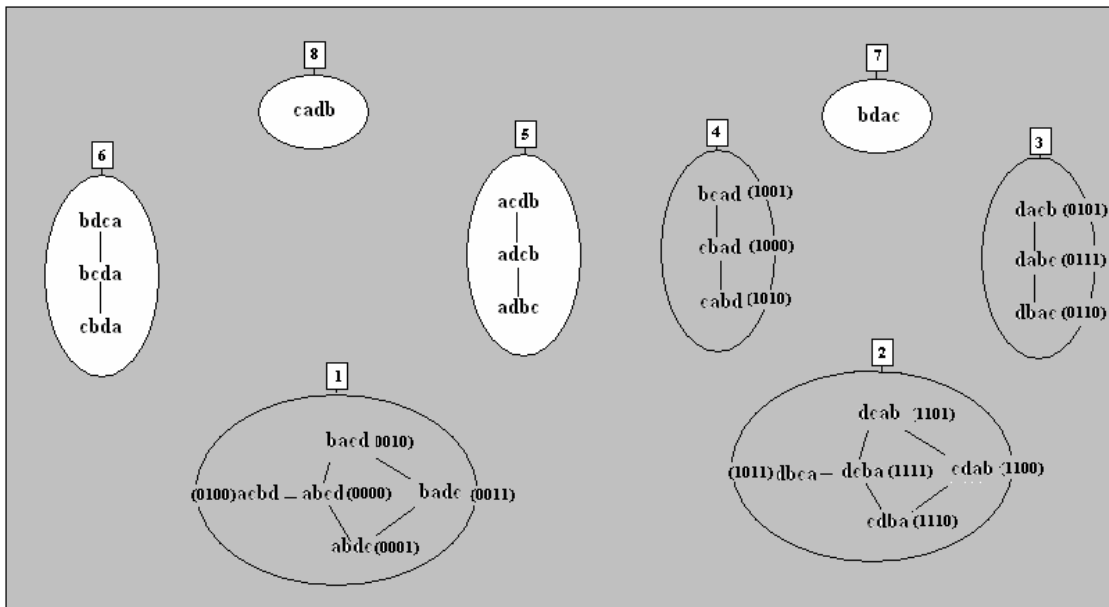 8
cadb
7
bdac
6
bdca
bcda
cbda
5
acdb
adcb
adbc
4
bcad (1001)
cbad (1000)
cabd (1010)
3
dacb (0101)
dabc (0111)
dbac (0110)
1
bacd (0010)
(0100) acbd abcd (0000) badc (0011)
abdc (0001)
2
dcab (1101)
(1011) dbca dcba (1111) cdab (1100)
cdba (1110)